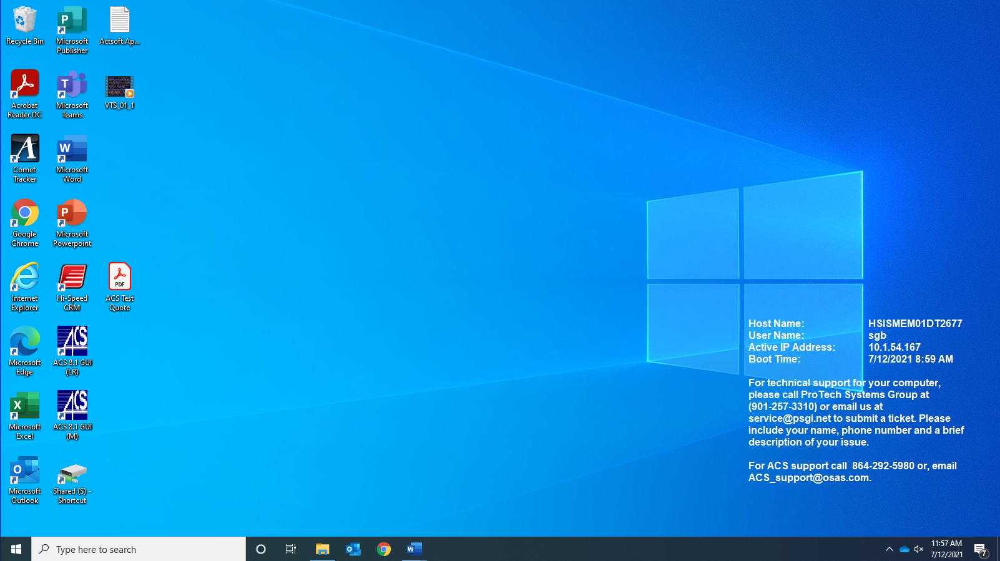 Recycle Bin
Microsoft
Publisher
Actsoft.Ap...
Acrobat
Reader DC
Microsoft
Teams
VTS_01_1
Comet
Tracker
Microsoft
Word
Google
Chrome
Microsoft
Powerpoint
Internet
Explorer
Hi-Speed
CRM
PDF
ACS Test
Quote
Microsoft
Edge
ACS
ACS 8.1 GUI
(LR)
Microsoft
Excel
ACS
ACS 8.1 GUI
(M)
Microsoft
Outlook
Shared (S) -
Shortcut
Host Name: HSISMEM01DT2677
User Name: sgb
Active IP Address: 10.1.54.167
Boot Time: 7/12/2021 8:59 AM
For technical support for your computer,
please call ProTech Systems Group at
(901-257-3310) or email us at
service@psgi.net to submit a ticket. Please
include your name, phone number and a brief
description of your issue.
For ACS support call  864-292-5980 or, email
ACS_support@osas.com.
Type here to search
11:57 AM
7/12/2021
7